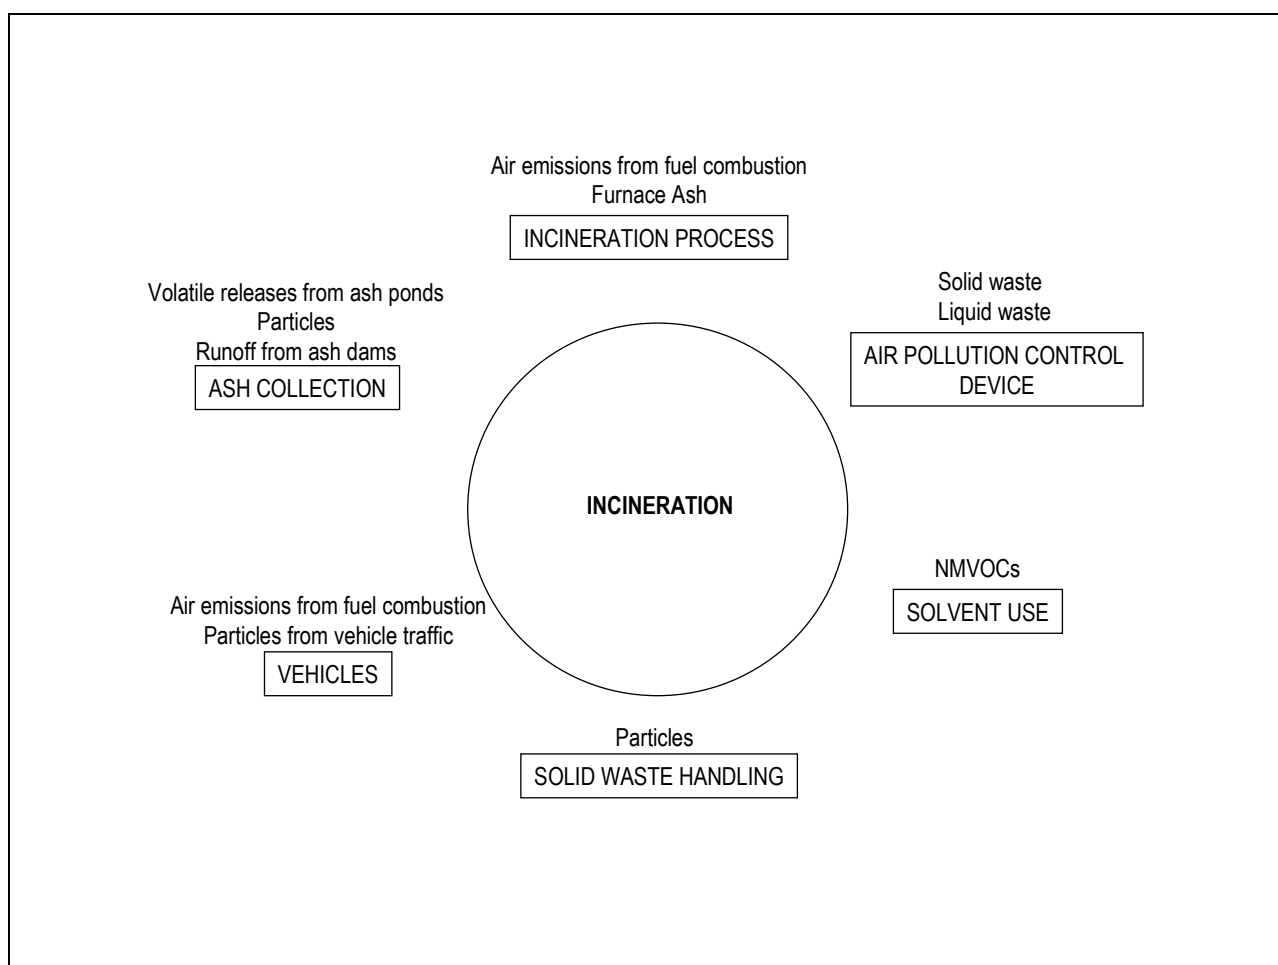 Air emissions from fuel combustion
Furnace Ash
INCINERATION PROCESS
Volatile releases from ash ponds
Particles
Runoff from ash dams
ASH COLLECTION
Solid waste
Liquid waste
AIR POLLUTION CONTROL
DEVICE
INCINERATION
NMVOCs
SOLVENT USE
Air emissions from fuel combustion
Particles from vehicle traffic
VEHICLES
Particles
SOLID WASTE HANDLING